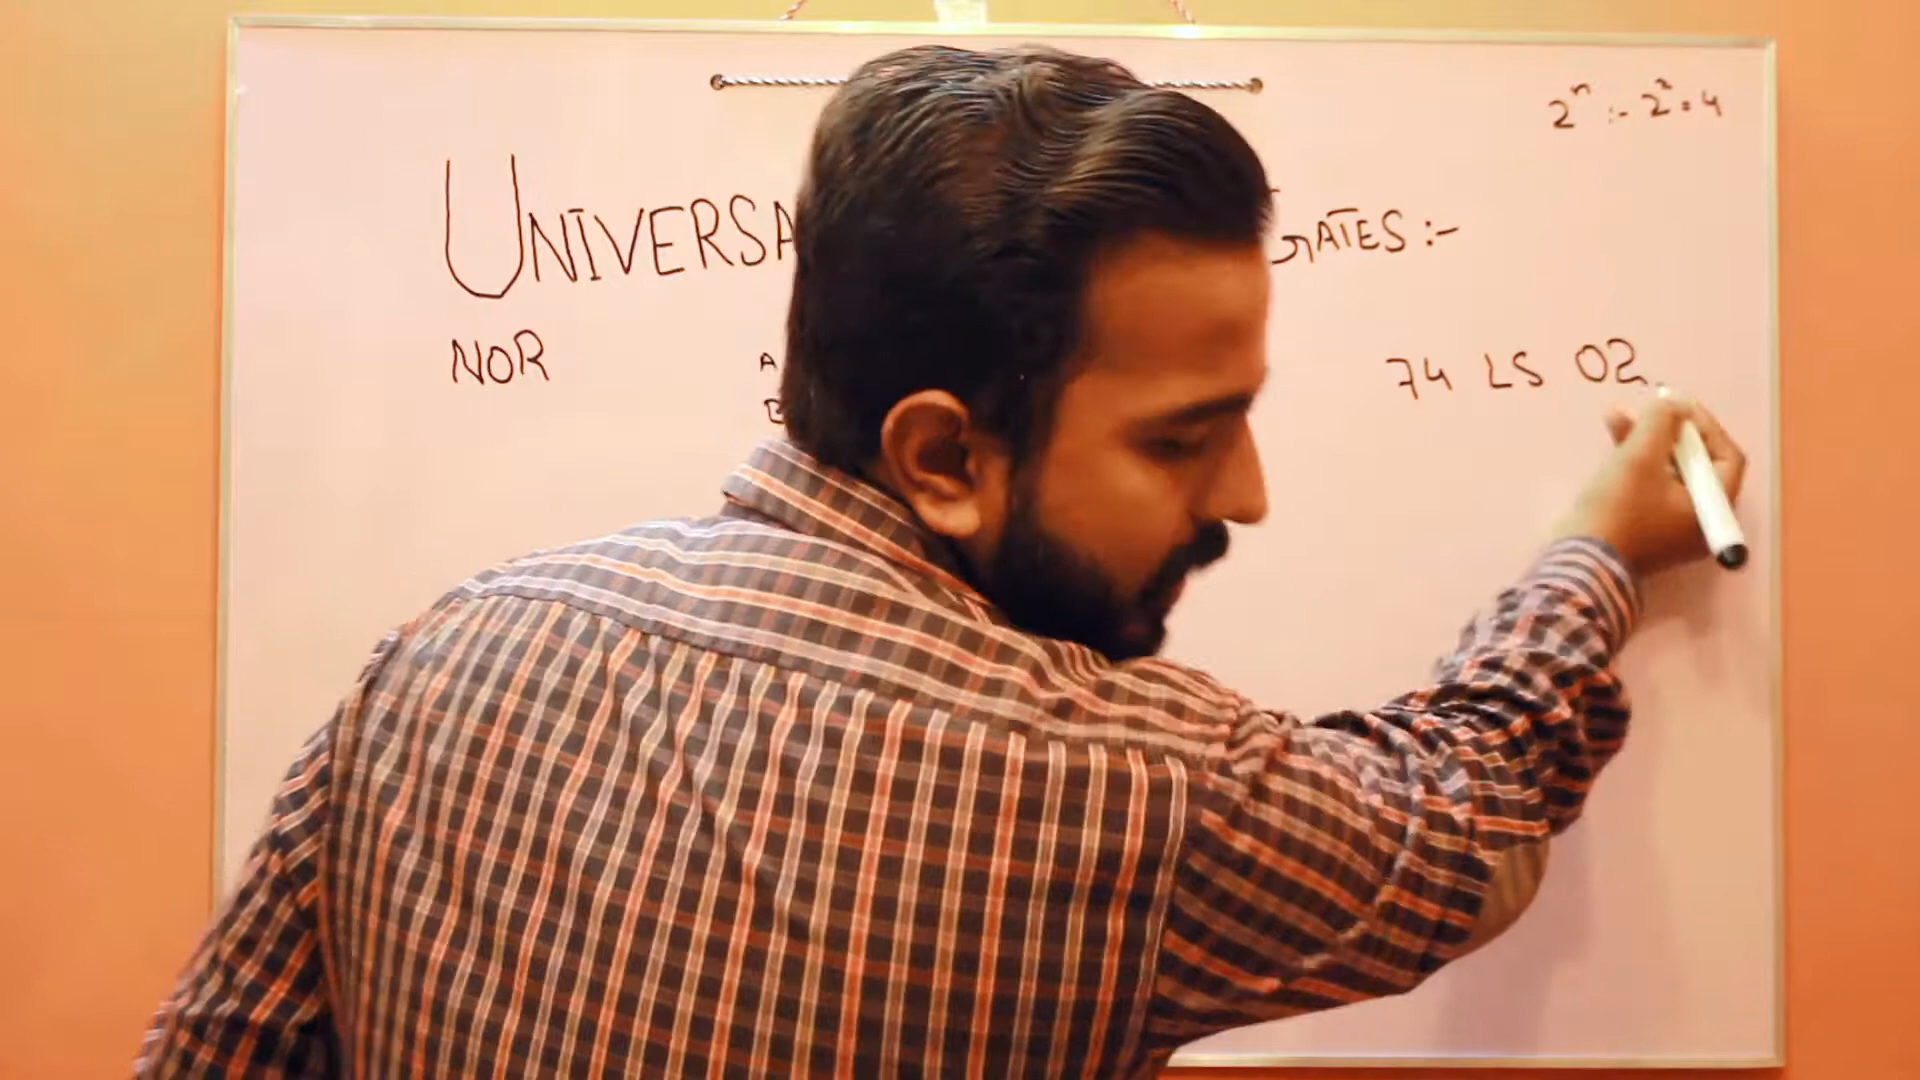 2ⁿ :- 2² = 4
UNIVERSA GATES :-
NOR A 74 LS 02
B